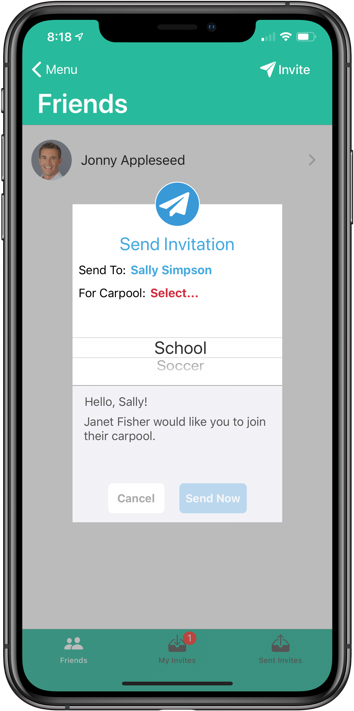 8:18
Menu
Invite
Friends
Jonny Appleseed
Send Invitation
Send To: Sally Simpson
For Carpool: Select...
School
Soccer
Hello, Sally!
Janet Fisher would like you to join
their carpool.
Cancel
Send Now
1
Friends
My Invites
Sent Invites